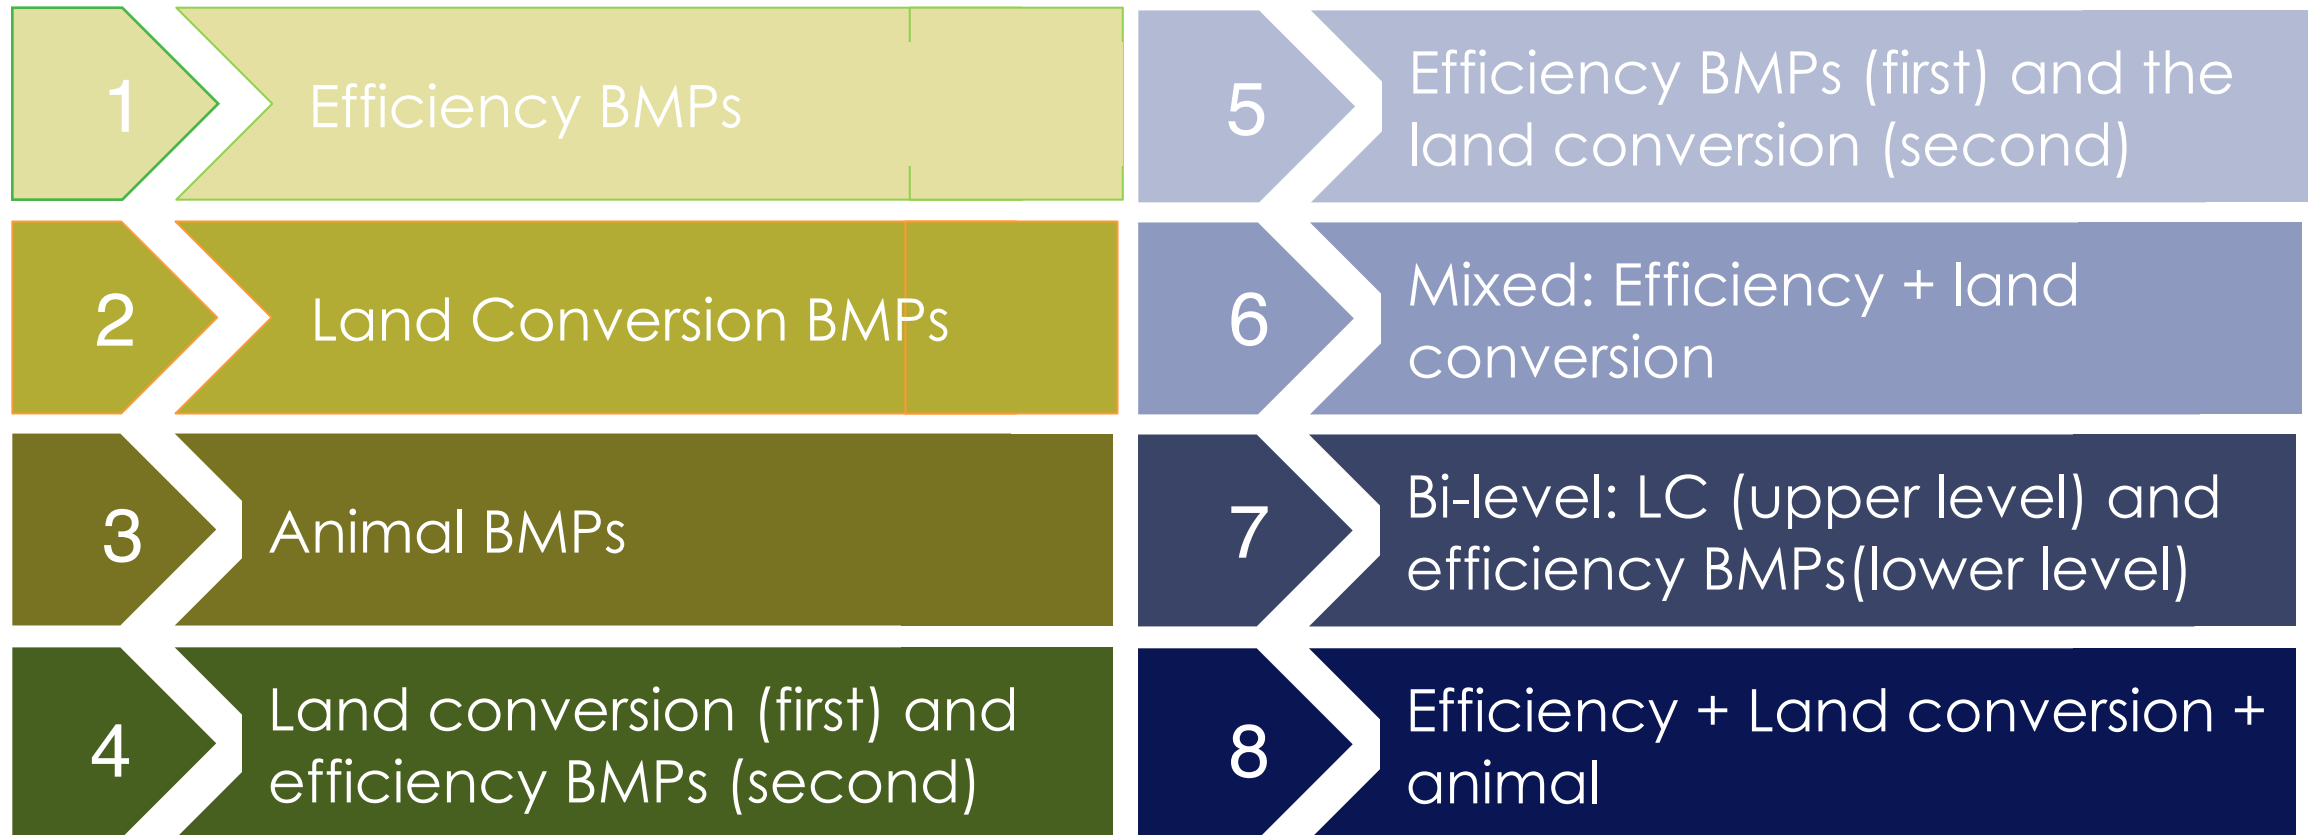 1
Efficiency BMPs
2
Land Conversion BMPs
3
Animal BMPs
4
Land conversion (first) and
efficiency BMPs (second)
5
Efficiency BMPs (first) and the
land conversion (second)
6
Mixed: Efficiency + land
conversion
7
Bi-level: LC (upper level) and
efficiency BMPs(lower level)
8
Efficiency + Land conversion +
animal